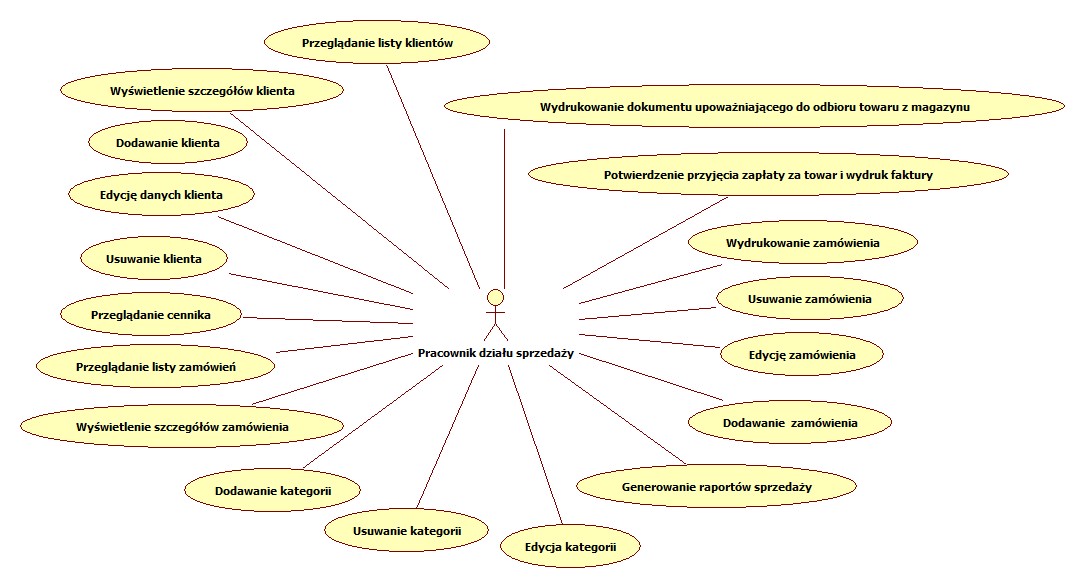 Przeglądanie listy klientów
Wyświetlenie szczegółów klienta
Wydrukowanie dokumentu upoważniającego do odbioru towaru z magazynu
Dodawanie klienta
Potwierdzenie przyjęcia zapłaty za towar i wydruk faktury
Edycję danych klienta
Wydrukowanie zamówienia
Usuwanie klienta
Usuwanie zamówienia
Przeglądanie cennika
Pracownik działu sprzedaży
Edycję zamówienia
Przeglądanie listy zamówień
Dodawanie  zamówienia
Wyświetlenie szczegółów zamówienia
Generowanie raportów sprzedaży
Dodawanie kategorii
Usuwanie kategorii
Edycja kategorii